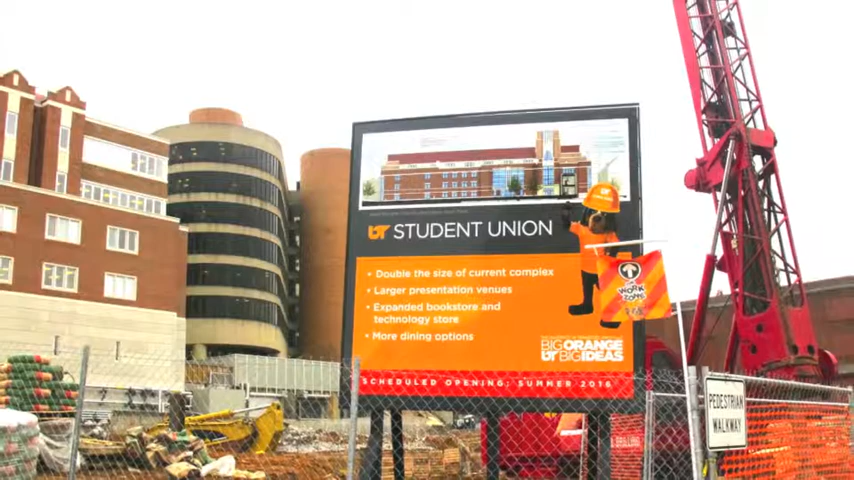 UT STUDENT UNION
• Double the size of current complex
• Larger presentation venues
• Expanded bookstore and
technology store
• More dining options
WORK
ZONE
BIG ORANGE
UT BIG IDEAS
SCHEDULED OPENING: SUMMER 2015
PEDESTRIAN
WALKWAY